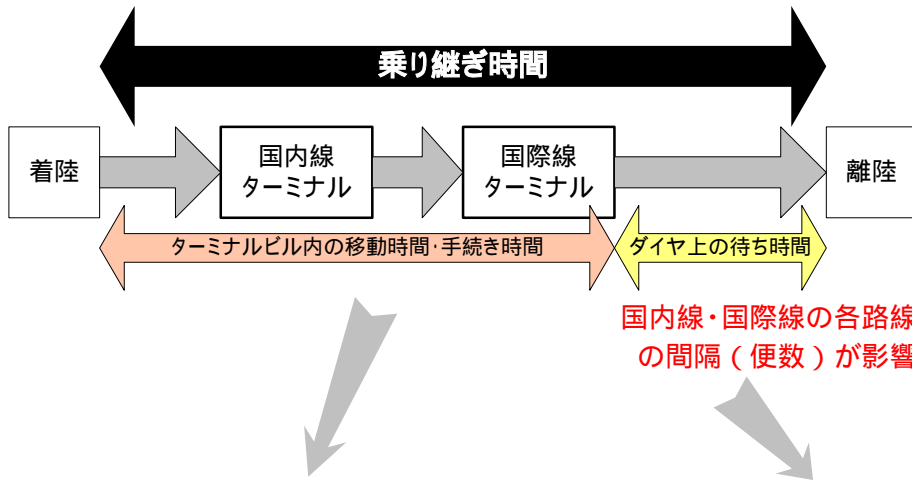 乗り継ぎ時間
着陸
国内線
ターミナル
国際線
ターミナル
離陸
ターミナルビル内の移動時間・手続き時間
ダイヤ上の待ち時間
国内線・国際線の各路線
の間隔（便数）が影響